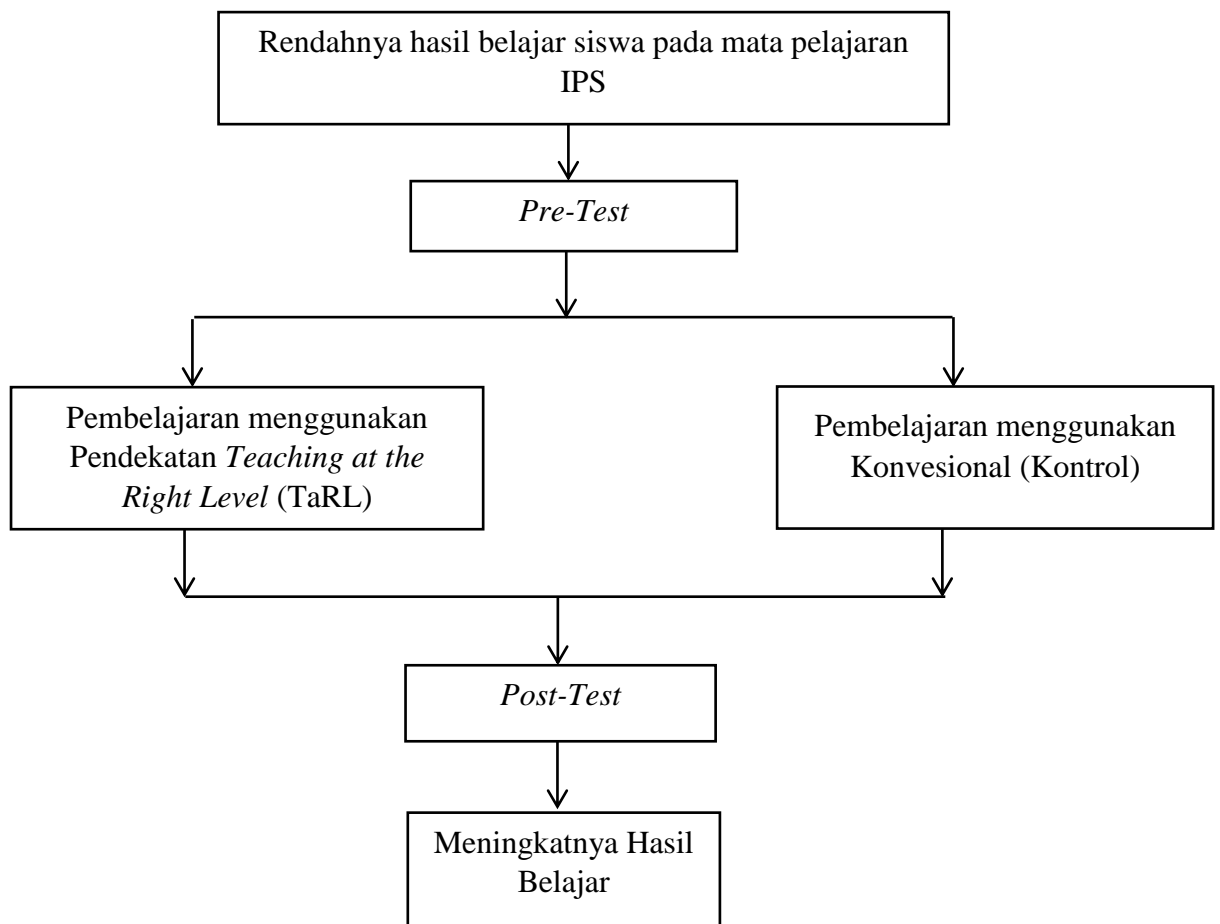 Rendahnya hasil belajar siswa pada mata pelajaran
IPS
Pre-Test
Pembelajaran menggunakan
Pendekatan Teaching at the
Right Level (TaRL)
Pembelajaran menggunakan
Konvesional (Kontrol)
Post-Test
Meningkatnya Hasil
Belajar